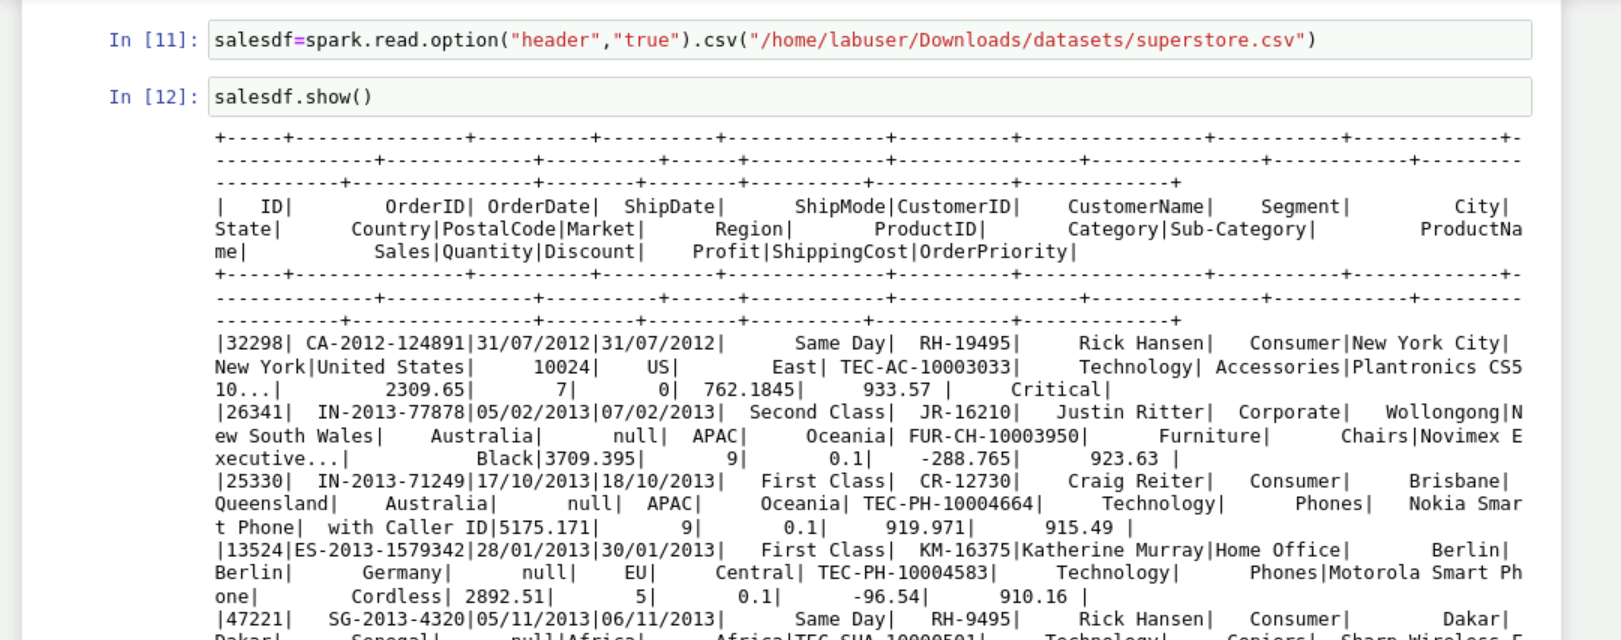 In [11]: salesdf=spark.read.option("header","true").csv("/home/labuser/Downloads/datasets/superstore.csv")
In [12]: salesdf.show()
+-----+--------------+----------+----------+-------------+----------+---------------+-----------+-------------+-
--------------+-------------+----------+------+------------+----------------+---------------+------------+---------
-----------+----------------+--------+--------+----------+------------+-------------+
|   ID|        OrderID| OrderDate|  ShipDate|      ShipMode|CustomerID|    CustomerName|    Segment|         City|
State|      Country|PostalCode|Market|      Region|       ProductID|       Category|Sub-Category|         ProductNa
me|           Sales|Quantity|Discount|    Profit|ShippingCost|OrderPriority|
+-----+--------------+----------+----------+-------------+----------+---------------+-----------+-------------+-
--------------+-------------+----------+------+------------+----------------+---------------+------------+---------
-----------+----------------+--------+--------+----------+------------+-------------+
|32298| CA-2012-124891|31/07/2012|31/07/2012|      Same Day|  RH-19495|     Rick Hansen|   Consumer|New York City|
New York|United States|     10024|    US|        East| TEC-AC-10003033|     Technology| Accessories|Plantronics CS5
10...|          2309.65|       7|       0|  762.1845|     933.57 |     Critical|
|26341|  IN-2013-77878|05/02/2013|07/02/2013|  Second Class|  JR-16210|   Justin Ritter|  Corporate|   Wollongong|N
ew South Wales|    Australia|      null|  APAC|     Oceania| FUR-CH-10003950|      Furniture|      Chairs|Novimex E
xecutive...|           Black|3709.395|       9|       0.1|    -288.765|      923.63 |
|25330|  IN-2013-71249|17/10/2013|18/10/2013|   First Class|  CR-12730|    Craig Reiter|   Consumer|     Brisbane|
Queensland|    Australia|      null|  APAC|     Oceania| TEC-PH-10004664|     Technology|      Phones|   Nokia Smar
t Phone|  with Caller ID|5175.171|       9|       0.1|     919.971|      915.49 |
|13524|ES-2013-1579342|28/01/2013|30/01/2013|   First Class|  KM-16375|Katherine Murray|Home Office|       Berlin|
Berlin|      Germany|      null|    EU|     Central| TEC-PH-10004583|     Technology|      Phones|Motorola Smart Ph
one|        Cordless| 2892.51|       5|       0.1|      -96.54|      910.16 |
|47221|   SG-2013-4320|05/11/2013|06/11/2013|      Same Day|   RH-9495|     Rick Hansen|   Consumer|        Dakar|
Dakar|      Senegal|      null|Africa|      Africa|TEC-SHA-10000501|     Technology|     Copiers|  Sharp Wireless F